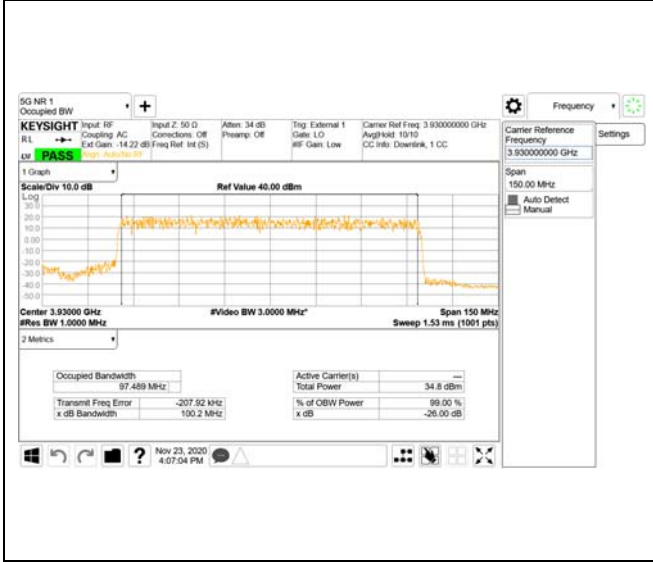 5G NR 1
Occupied BW
Frequency
KEYSIGHT
Input: RF
Input Z: 50 Ω
Atten: 34 dB
Trig: External 1
Carrier Ref Freq: 3.930000000 GHz
RL
Coupling: AC
Corrections: Off
Preamp: Off
Gate: LO
Avg|Hold: 10/10
Ext Gain: -14.22 dB
Freq Ref: Int (S)
#IF Gain: Low
CC Info: Downlink, 1 CC
PASS
Align: Auto/No RF
Carrier Reference
Frequency
3.930000000 GHz
Settings
Span
150.00 MHz
Auto Detect
Manual
1 Graph
Scale/Div 10.0 dB
Ref Value 40.00 dBm
Log
30.0
20.0
10.0
0.00
-10.0
-20.0
-30.0
-40.0
-50.0
Center 3.93000 GHz
#Video BW 3.0000 MHz*
Span 150 MHz
#Res BW 1.0000 MHz
Sweep 1.53 ms (1001 pts)
2 Metrics
Occupied Bandwidth
97.489 MHz
Active Carrier(s)
---
Total Power
34.8 dBm
Transmit Freq Error
-207.92 kHz
% of OBW Power
99.00 %
x dB Bandwidth
100.2 MHz
x dB
-26.00 dB
?
Nov 23, 2020
4:07:04 PM